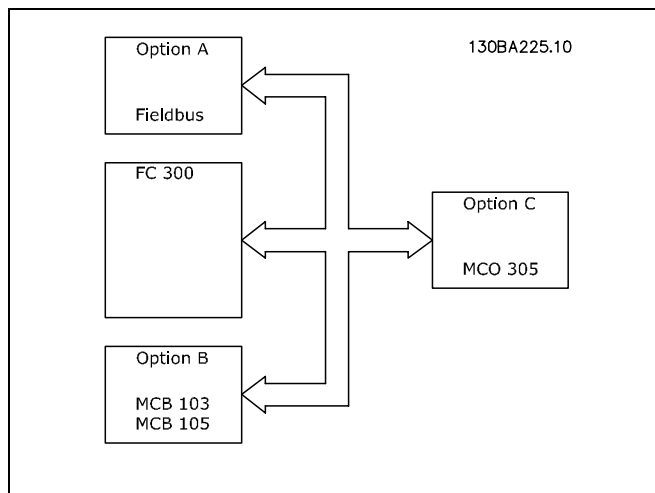 130BA225.10
Option A
Fieldbus
FC 300
Option C
MCO 305
Option B
MCB 103
MCB 105